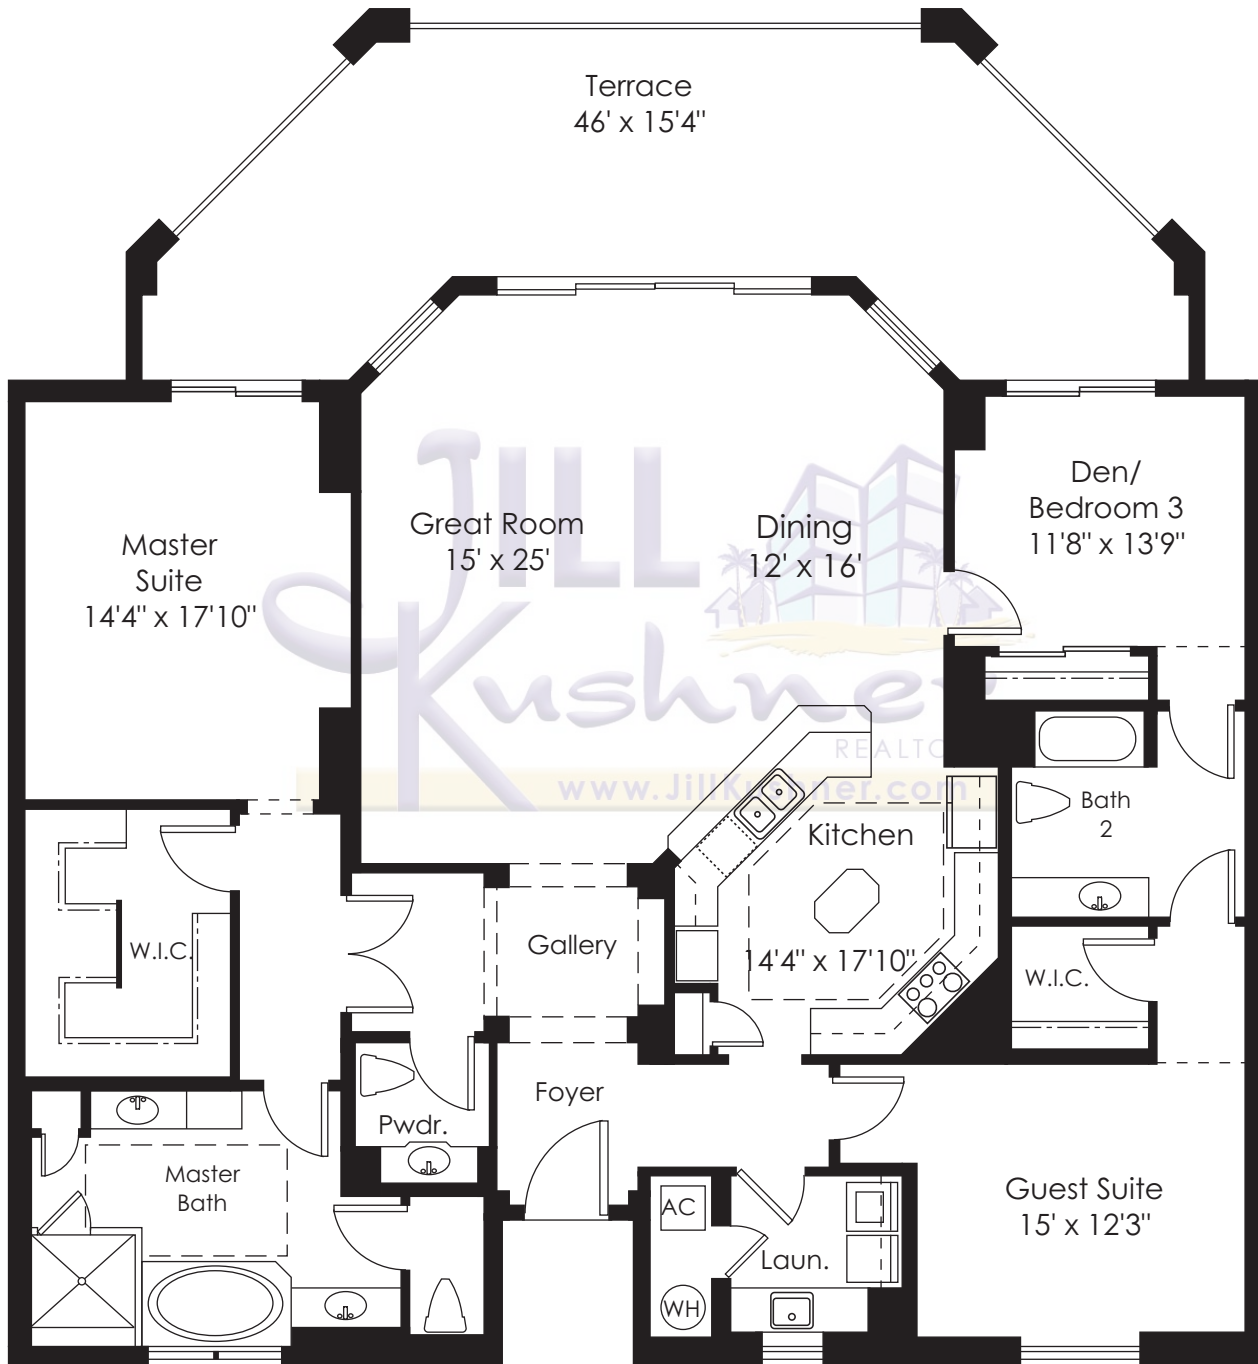 Terrace
46' x 15'4"
Great Room
15' x 25'
Dining
12' x 16'
Den/
Bedroom 3
11'8" x 13'9"
Master
Suite
14'4" x 17'10"
JILL
Kushner
REALTO
www.JillKushner.com
Kitchen
14'4" x 17'10"
Bath
2
W.I.C.
Gallery
W.I.C.
Foyer
Pwdr.
Master
Bath
AC
Laun.
WH
Guest Suite
15' x 12'3"